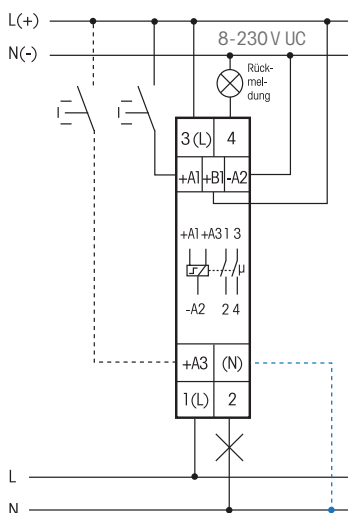 L(+)
N(-)
8-230 V UC
Rück-
mel-
dung
3 (L) 4
+A1 +B1 -A2
+A1 +A3 1 3
µ
-A2 2 4
+A3 (N)
1 (L) 2
L
N